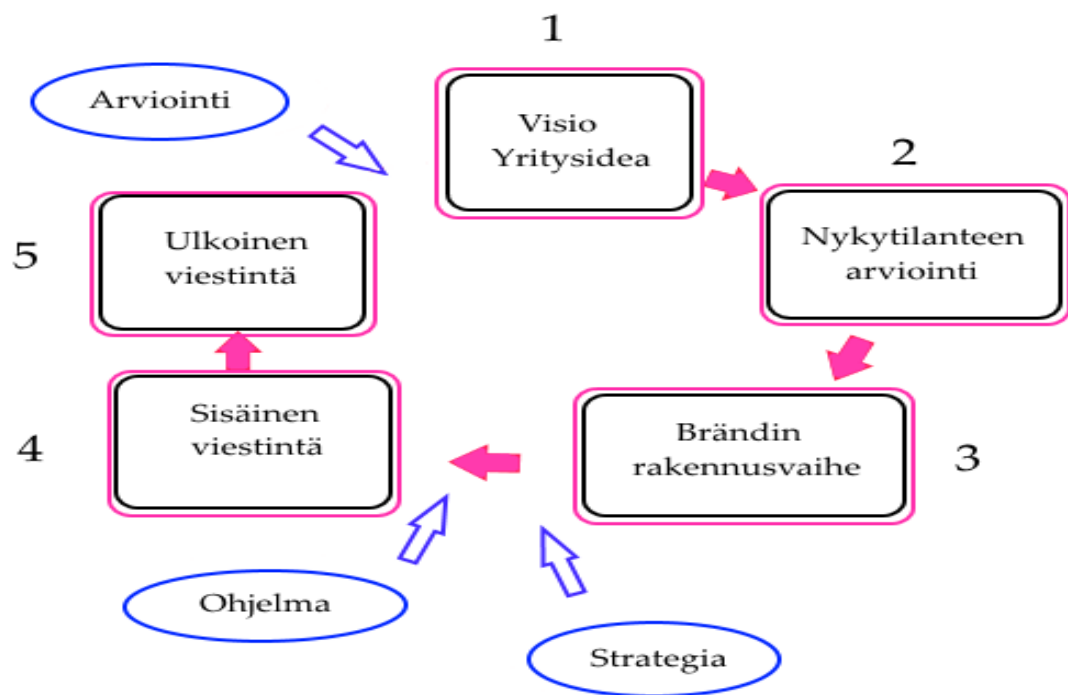 1
Visio
Yritysidea
2
Nykytilanteen
arviointi
3
Brändin
rakennusvaihe
4
Sisäinen
viestintä
5
Ulkoinen
viestintä
Arviointi
Ohjelma
Strategia